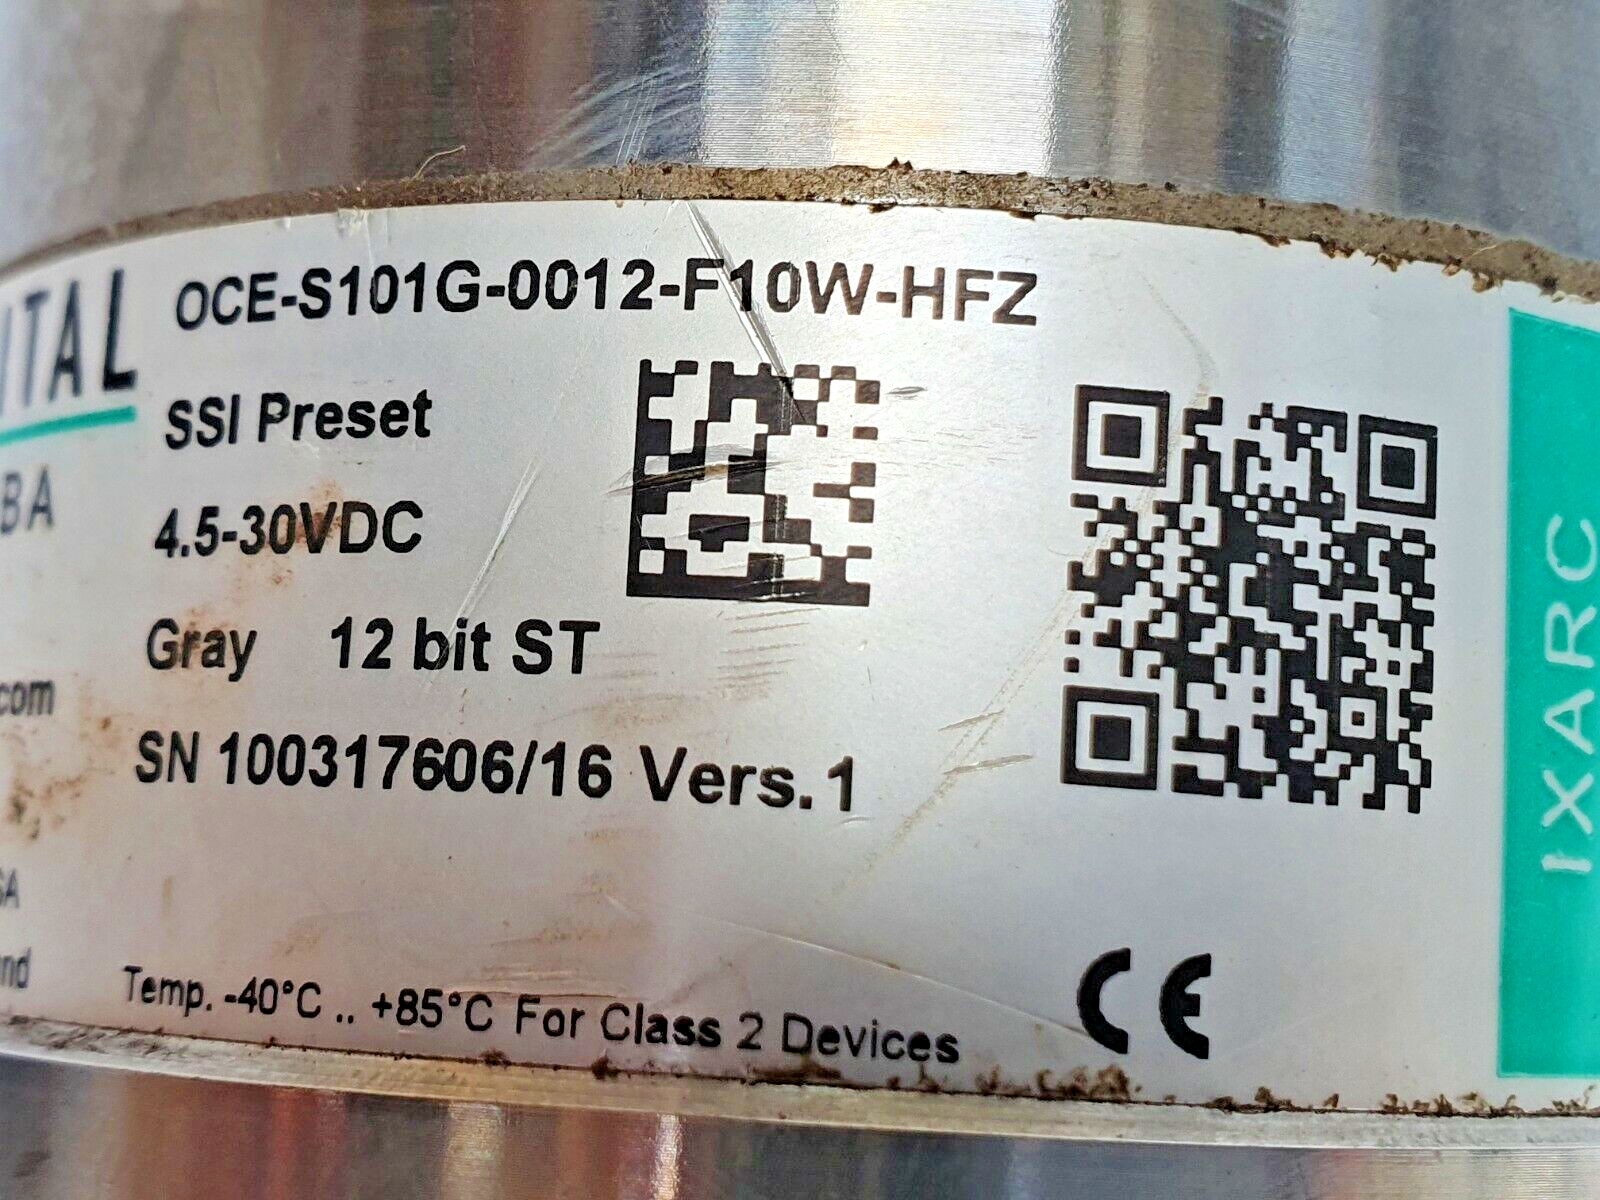 ITAL
BA
.com
SA
and
OCE-S101G-0012-F10W-HFZ
SSI Preset
4.5-30VDC
Gray 12 bit ST
SN 100317606/16 Vers.1
Temp. -40°C .. +85°C For Class 2 Devices
CE
IXARC